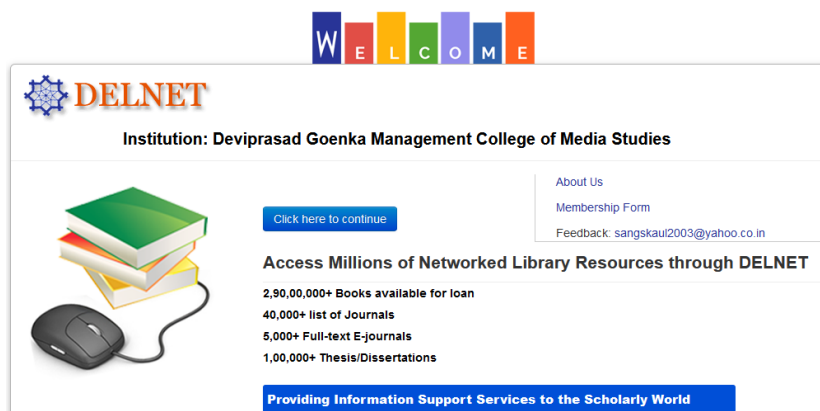 WELCOME
DELNET
Institution: Deviprasad Goenka Management College of Media Studies
About Us
Click here to continue
Membership Form
Feedback: sangskaul2003@yahoo.co.in
Access Millions of Networked Library Resources through DELNET
2,90,00,000+ Books available for loan
40,000+ list of Journals
5,000+ Full-text E-journals
1,00,000+ Thesis/Dissertations
Providing Information Support Services to the Scholarly World